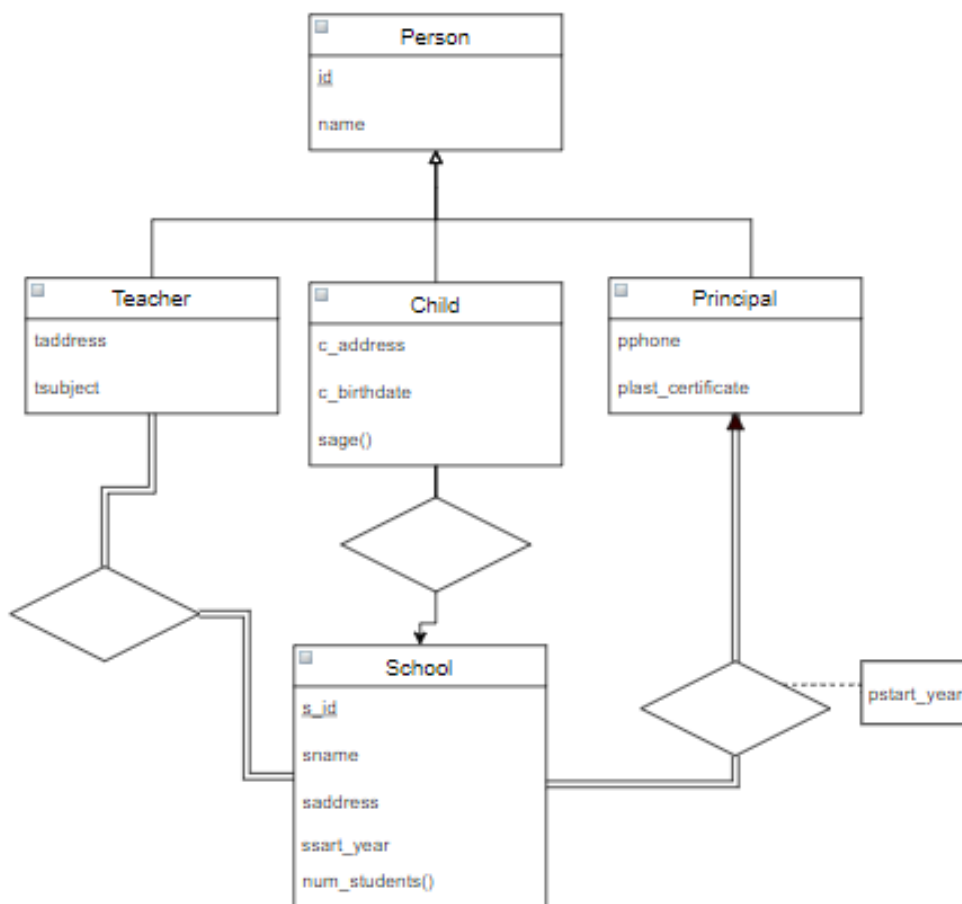 Person
id
name
Teacher
taddress
tsubject
Child
c_address
c_birthdate
sage()
Principal
pphone
plast_certificate
School
s_id
sname
saddress
ssart_year
num_students()
pstart_year